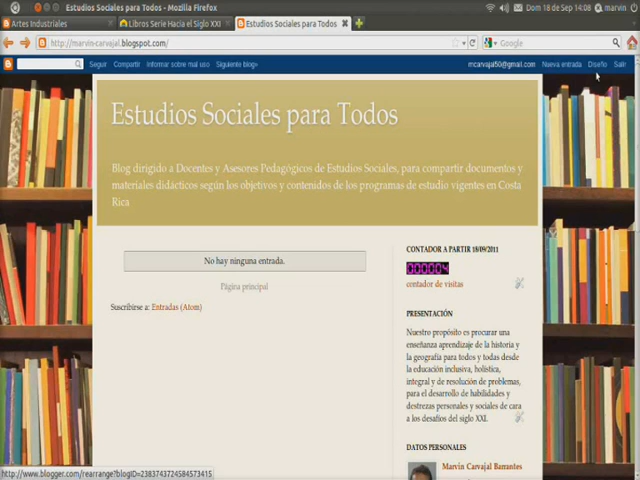 Estudios Sociales para Todos - Mozilla Firefox
Dom 18 de Sep 14:08 marvin
Artes Industriales
Libros Serie Hacia el Siglo XXI
Estudios Sociales para Todos
http://marvin-carvajal.blogspot.com/
Google
Seguir Compartir Informar sobre mal uso Siguiente blog»
mcarvajal50@gmail.com Nueva entrada Diseño Salir
Estudios Sociales para Todos
Blog dirigido a Docentes y Asesores Pedagógicos de Estudios Sociales, para compartir documentos y
materiales didácticos según los objetivos y contenidos de los programas de estudio vigentes en Costa
Rica
No hay ninguna entrada.
Página principal
Suscribirse a: Entradas (Atom)
CONTADOR A PARTIR 18/09/2011
000004
contador de visitas
PRESENTACIÓN
Nuestro propósito es procurar una
enseñanza aprendizaje de la historia y
la geografía para todos y todas desde
la educación inclusiva, holística,
integral y de resolución de problemas,
para el desarrollo de habilidades y
destrezas personales y sociales de cara
a los desafíos del siglo XXI.
DATOS PERSONALES
Marvin Carvajal Barrantes
http://www.blogger.com/rearrange?blogID=2383743724584573415